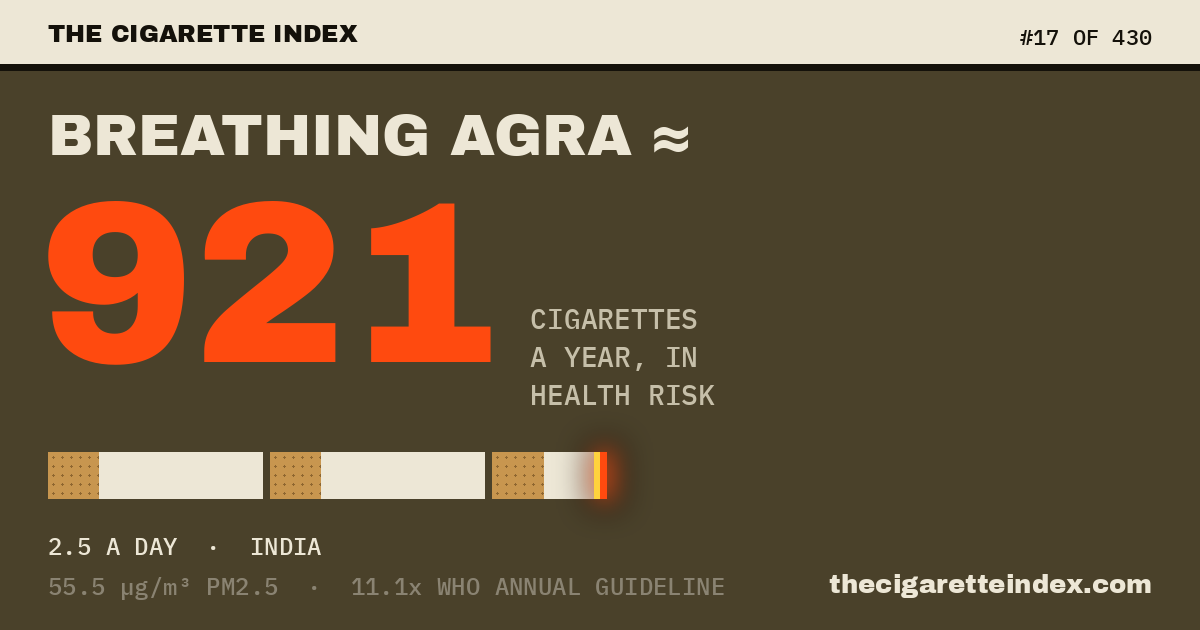 THE CIGARETTE INDEX
#17 OF 430
BREATHING AGRA ≈
921
CIGARETTES
A YEAR, IN
HEALTH RISK
2.5 A DAY · INDIA
55.5 µg/m³ PM2.5 · 11.1x WHO ANNUAL GUIDELINE
thecigaretteindex.com